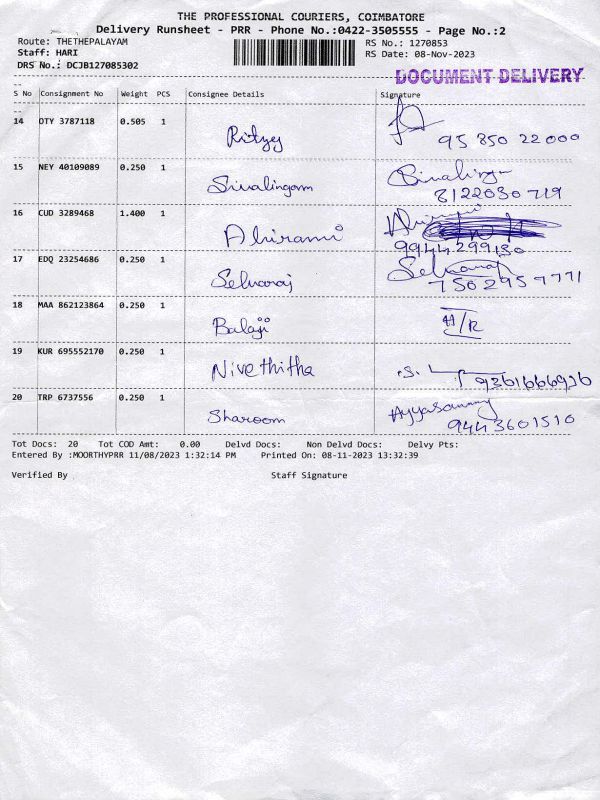 THE PROFESSIONAL COURIERS, COIMBATORE
Delivery Runsheet - PRR - Phone No.:0422-3505555 - Page No.:2
Route: THETHEPALAYAM
Staff: HARI
DRS No.: DCJB127085302
RS No.: 1270853
RS Date: 08-Nov-2023
DOCUMENT DELIVERY
S No Consignment No Weight PCS Consignee Details Signature
14 DTY 3787118 0.505 1
95 850 22000
15 NEY 40109089 0.250 1 Sivalingam
8122030719
16 CUD 3289468 1.400 1 Abirami
9944299130
17 EDQ 23254686 0.250 1 Selvaraj Selvaraj
7502957771
18 MAA 862123864 0.250 1 Balaji H/R
19 KUR 695552170 0.250 1 Nivethitha
20 TRP 6737556 0.250 1 Sharoom Ayyasamy
9443601510
Tot Docs: 20 Tot COD Amt: 0.00 Delvd Docs: Non Delvd Docs: Delvy Pts:
Entered By :MOORTHYPRR 11/08/2023 1:32:14 PM Printed On: 08-11-2023 13:32:39
Verified By Staff Signature